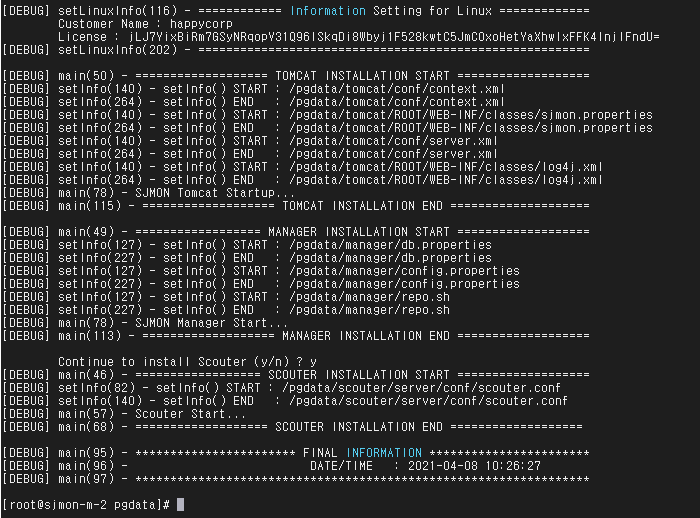 [DEBUG] setLinuxInfo(116) - ============ Information Setting for Linux =============
Customer Name : happycorp
License : jLJ7YixBiRm7GSyNRqopV31Q96ISkqDi8Wbyj1F528kwtC5JmCOxoHetYaXhwIxFFK4InjIFndU=
[DEBUG] setLinuxInfo(202) - ========================================================
[DEBUG] main(50) - =================== TOMCAT INSTALLATION START ====================
[DEBUG] setInfo(140) - setInfo() START : /pgdata/tomcat/conf/context.xml
[DEBUG] setInfo(264) - setInfo() END : /pgdata/tomcat/conf/context.xml
[DEBUG] setInfo(140) - setInfo() START : /pgdata/tomcat/ROOT/WEB-INF/classes/sjmon.properties
[DEBUG] setInfo(264) - setInfo() END : /pgdata/tomcat/ROOT/WEB-INF/classes/sjmon.properties
[DEBUG] setInfo(140) - setInfo() START : /pgdata/tomcat/conf/server.xml
[DEBUG] setInfo(264) - setInfo() END : /pgdata/tomcat/conf/server.xml
[DEBUG] setInfo(140) - setInfo() START : /pgdata/tomcat/ROOT/WEB-INF/classes/log4j.xml
[DEBUG] setInfo(264) - setInfo() END : /pgdata/tomcat/ROOT/WEB-INF/classes/log4j.xml
[DEBUG] main(78) - SJMON Tomcat Startup...
[DEBUG] main(115) - =================== TOMCAT INSTALLATION END ====================
[DEBUG] main(49) - =================== MANAGER INSTALLATION START ===================
[DEBUG] setInfo(127) - setInfo() START : /pgdata/manager/db.properties
[DEBUG] setInfo(227) - setInfo() END : /pgdata/manager/db.properties
[DEBUG] setInfo(127) - setInfo() START : /pgdata/manager/config.properties
[DEBUG] setInfo(227) - setInfo() END : /pgdata/manager/config.properties
[DEBUG] setInfo(127) - setInfo() START : /pgdata/manager/repo.sh
[DEBUG] setInfo(227) - setInfo() END : /pgdata/manager/repo.sh
[DEBUG] main(78) - SJMON Manager Start...
[DEBUG] main(113) - =================== MANAGER INSTALLATION END ===================
Continue to install Scouter (y/n) ? y
[DEBUG] main(46) - =================== SCOUTER INSTALLATION START ===================
[DEBUG] setInfo(82) - setInfo() START : /pgdata/scouter/server/conf/scouter.conf
[DEBUG] setInfo(140) - setInfo() END : /pgdata/scouter/server/conf/scouter.conf
[DEBUG] main(57) - Scouter Start...
[DEBUG] main(68) - =================== SCOUTER INSTALLATION END ====================
[DEBUG] main(95) - *********************** FINAL INFORMATION ***********************
[DEBUG] main(96) - DATE/TIME : 2021-04-08 10:26:27
[DEBUG] main(97) - *****************************************************************
[root@sjmon-m-2 pgdata]#